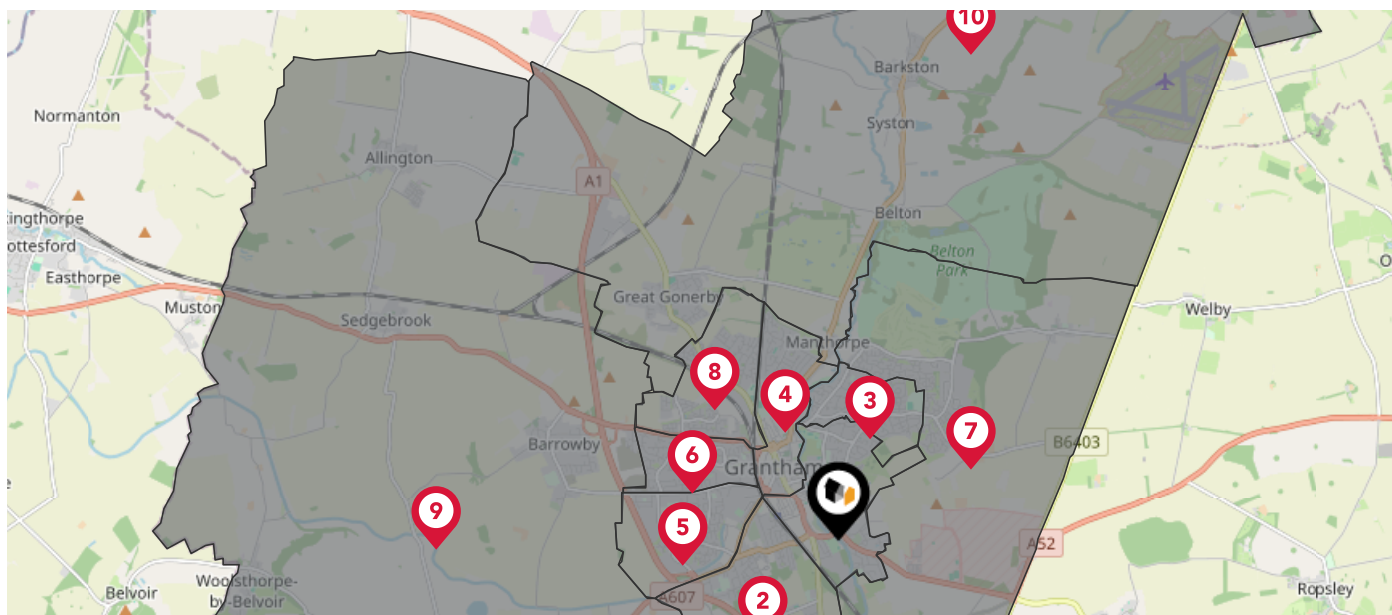 10
Barkston
Normanton
Syston
Allington
A1
Belton
kingthorpe
ottesford
Belton
Park
Easthorpe
Great Gonerby
Muston
Welby
Sedgebrook
Manthorpe
8
4
3
7
B6403
Barrowby
6
Grantham
9
5
A52
Woolsthorpe-
by-Belvoir
Belvoir
A607
2
Ropsley